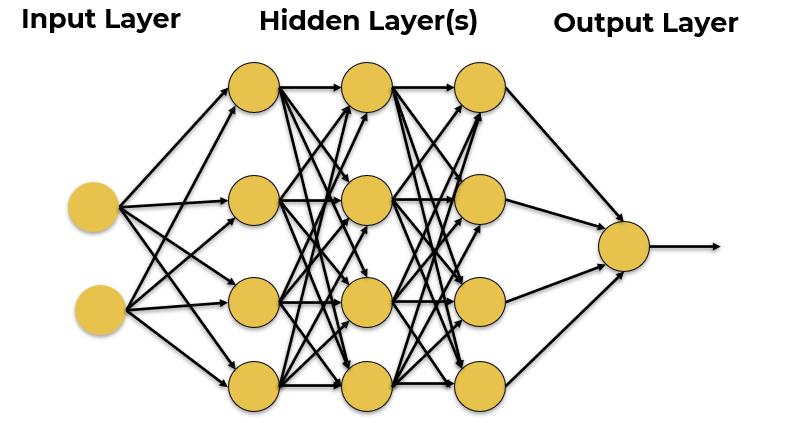 Input Layer
Hidden Layer(s)
Output Layer